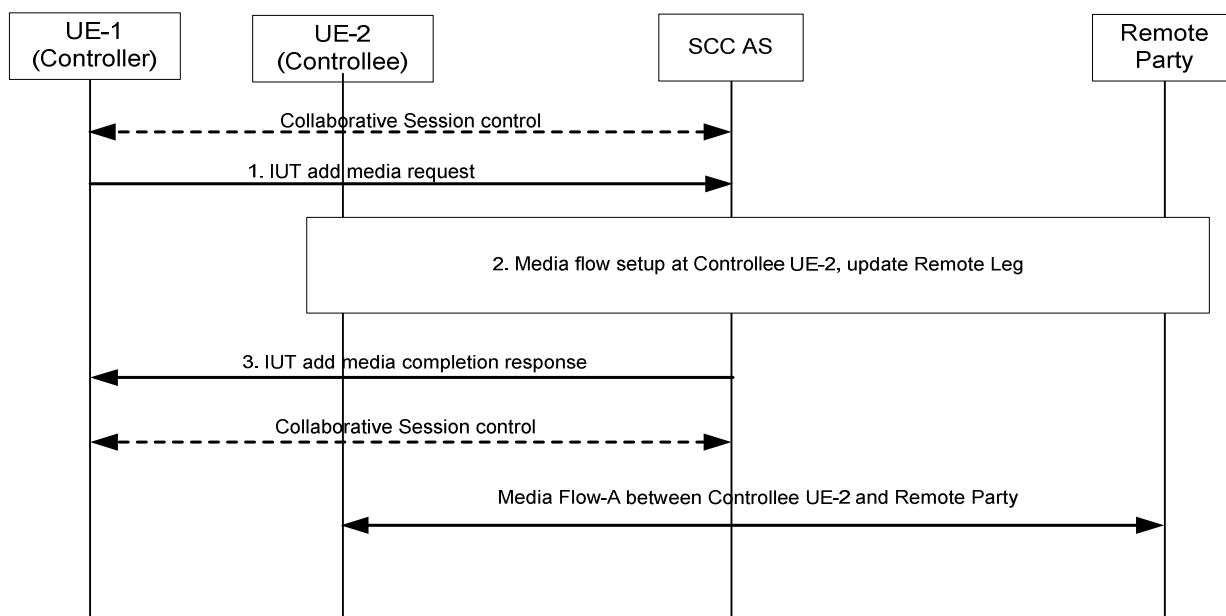 UE-1
(Controller)
UE-2
(Controllee)
SCC AS
Remote
Party
Collaborative Session control
1. IUT add media request
2. Media flow setup at Controllee UE-2, update Remote Leg
3. IUT add media completion response
Collaborative Session control
Media Flow-A between Controllee UE-2 and Remote Party